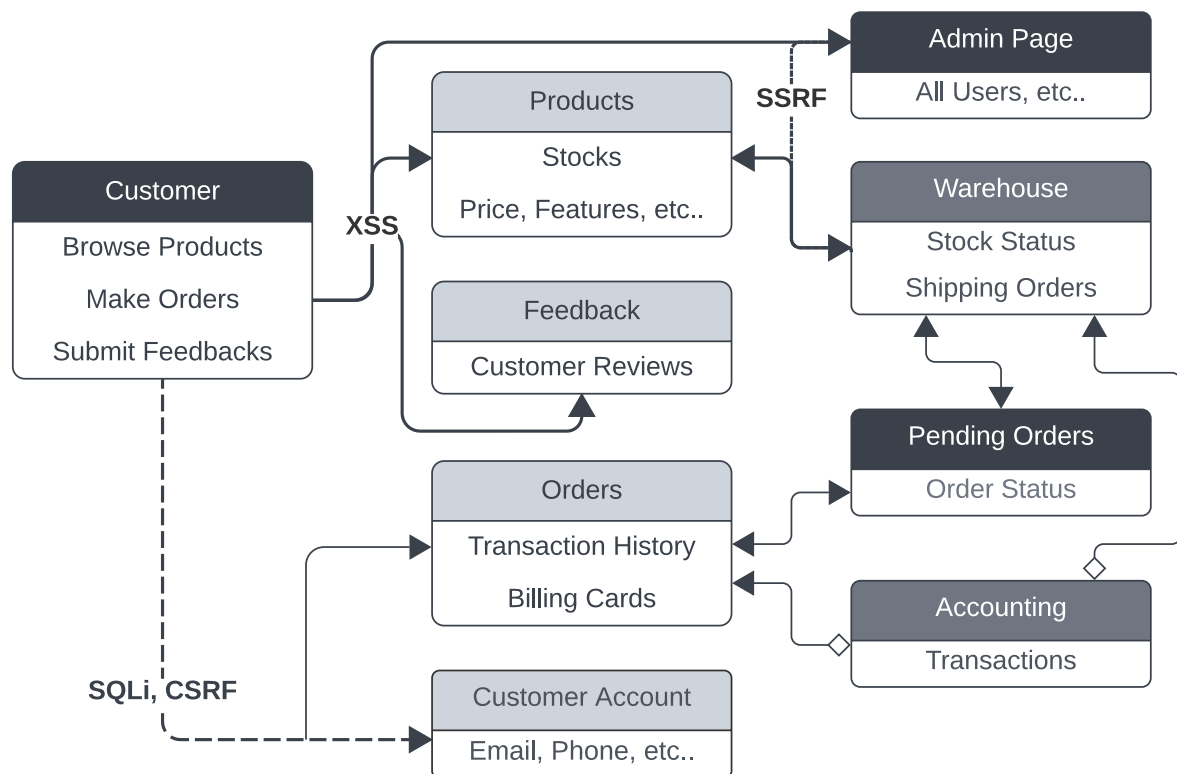 Admin Page
All Users, etc..
SSRF
Products
Stocks
Price, Features, etc..
Customer
Browse Products
Make Orders
Submit Feedbacks
XSS
Warehouse
Stock Status
Shipping Orders
Feedback
Customer Reviews
Pending Orders
Order Status
Orders
Transaction History
Billing Cards
Accounting
Transactions
SQLi, CSRF
Customer Account
Email, Phone, etc..